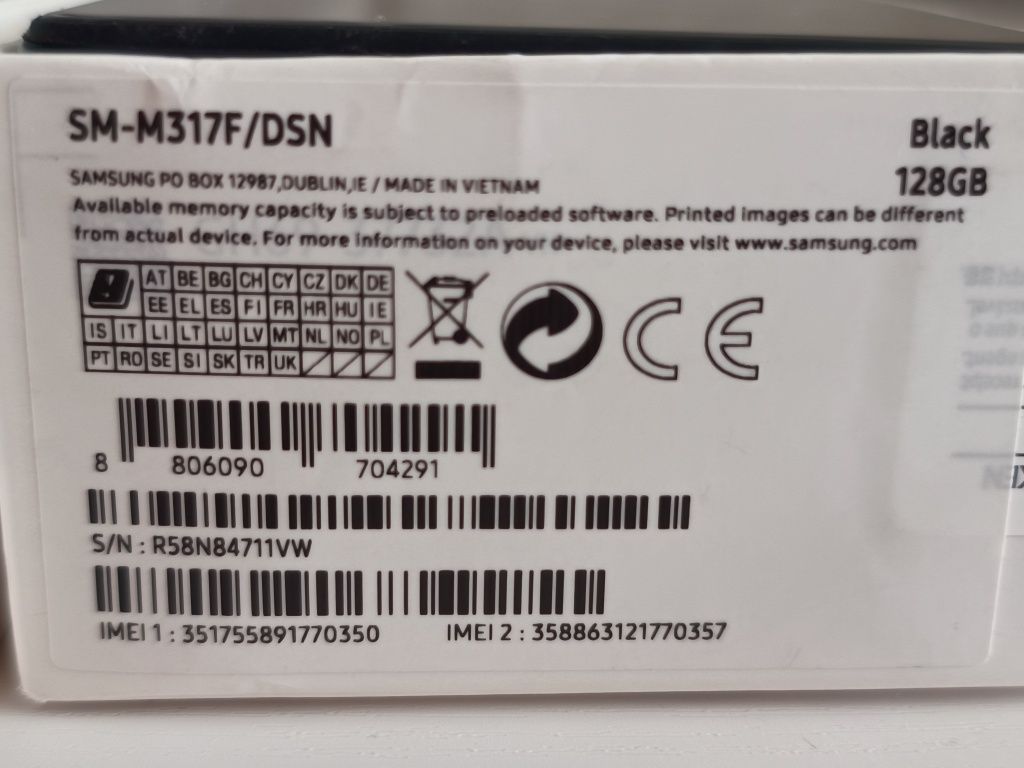 SM-M317F/DSN
Black
128GB
SAMSUNG PO BOX 12987,DUBLIN,IE / MADE IN VIETNAM
Available memory capacity is subject to preloaded software. Printed images can be different
from actual device. For more information on your device, please visit www.samsung.com
AT BE BG CH CY CZ DK DE
EE EL ES FI FR HR HU IE
IS IT LI LT LU LV MT NL NO PL
PT RO SE SI SK TR UK
CE
8 806090 704291
S/N : R58N84711VW
IMEI 1 : 351755891770350 IMEI 2 : 358863121770357